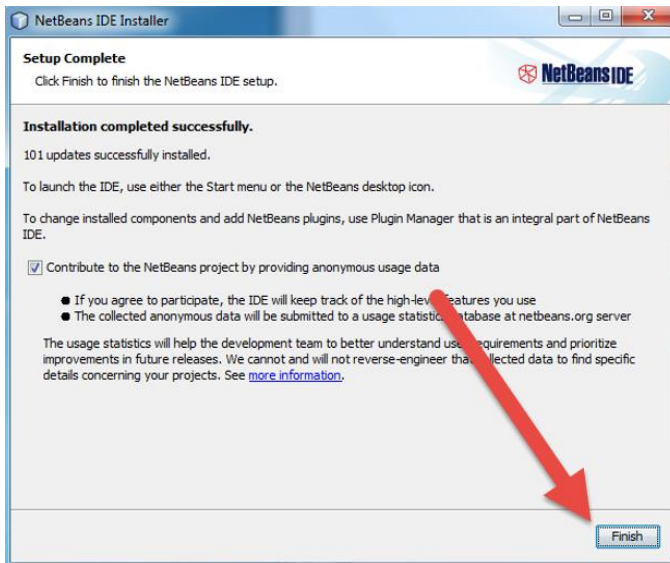 NetBeans IDE Installer
Setup Complete
Click Finish to finish the NetBeans IDE setup.
NetBeans IDE
Installation completed successfully.
101 updates successfully installed.
To launch the IDE, use either the Start menu or the NetBeans desktop icon.
To change installed components and add NetBeans plugins, use Plugin Manager that is an integral part of NetBeans
IDE.
Contribute to the NetBeans project by providing anonymous usage data
If you agree to participate, the IDE will keep track of the high-level features you use
The collected anonymous data will be submitted to a usage statistics database at netbeans.org server
The usage statistics will help the development team to better understand user requirements and prioritize
improvements in future releases. We cannot and will not reverse-engineer the collected data to find specific
details concerning your projects. See more information.
Finish